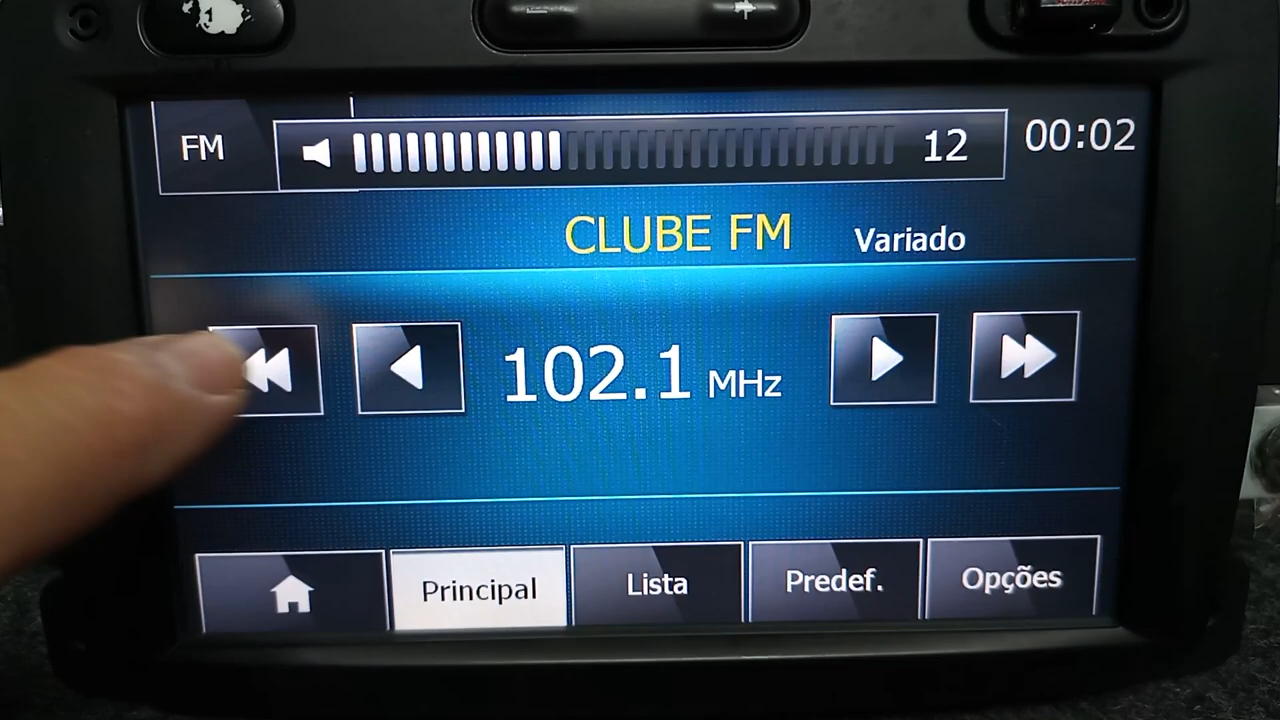 FM
12
00:02
CLUBE FM Variado
102.1 MHz
Principal Lista Predef. Opções